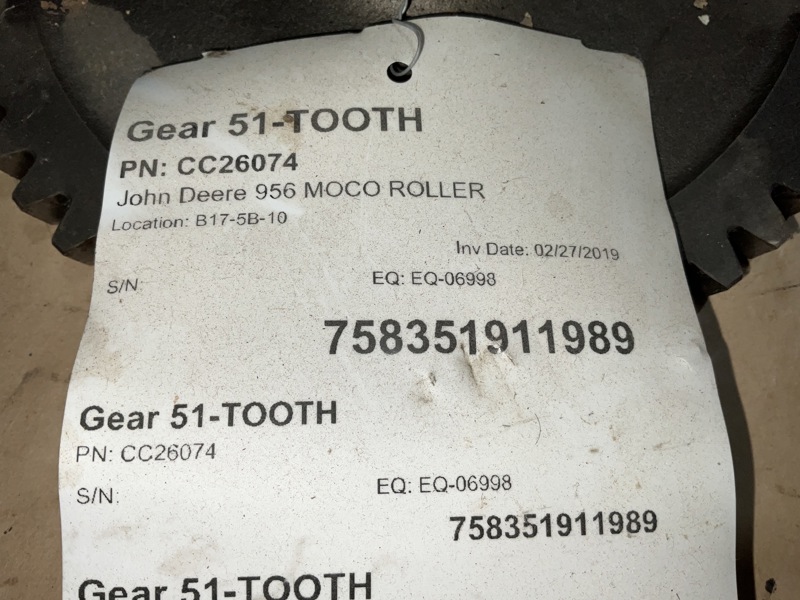 Gear 51-TOOTH
PN: CC26074
John Deere 956 MOCO ROLLER
Location: B17-5B-10
Inv Date: 02/27/2019
S/N: EQ: EQ-06998
758351911989
Gear 51-TOOTH
PN: CC26074
S/N: EQ: EQ-06998
758351911989
Gear 51-TOOTH